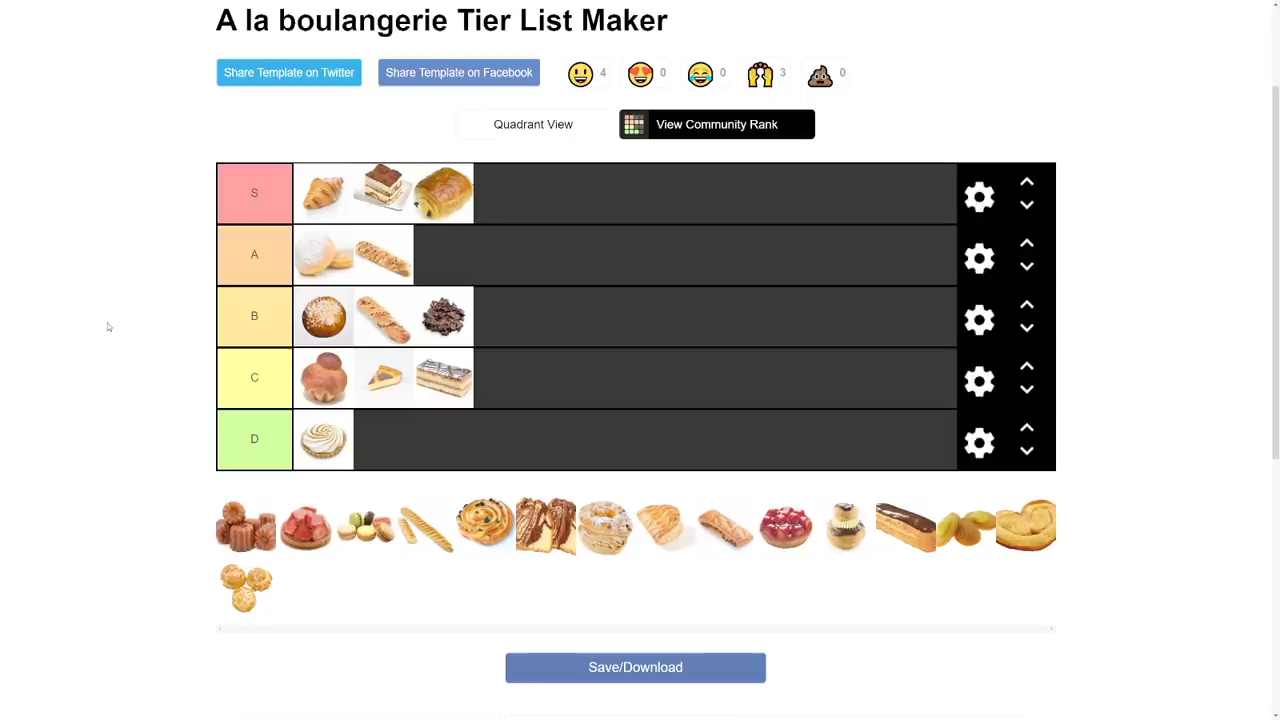 A la boulangerie Tier List Maker
Share Template on Twitter
Share Template on Facebook
4
0
0
3
0
Quadrant View
View Community Rank
S
A
B
C
D
Save/Download